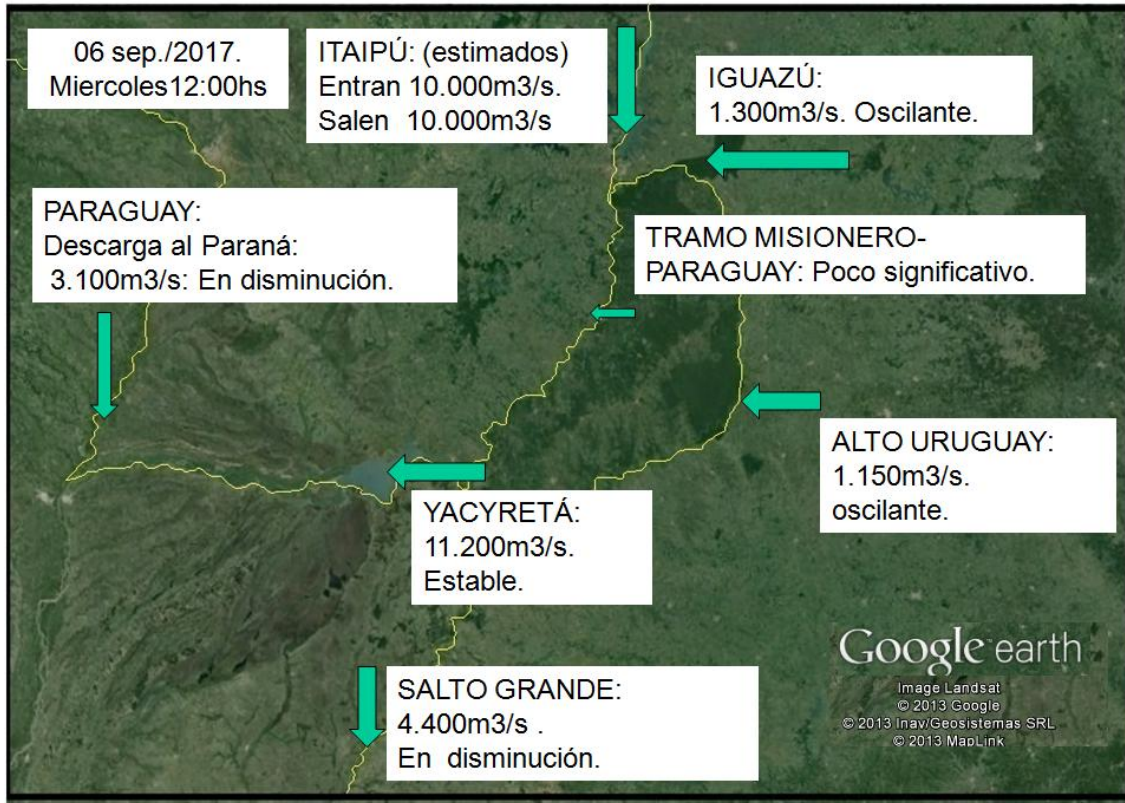 06 sep./2017.
Miercoles12:00hs
ITAIPÚ: (estimados)
Entran 10.000m3/s.
Salen 10.000m3/s
IGUAZÚ:
1.300m3/s. Oscilante.
PARAGUAY:
Descarga al Paraná:
3.100m3/s: En disminución.
TRAMO MISIONERO-
PARAGUAY: Poco significativo.
ALTO URUGUAY:
1.150m3/s.
oscilante.
YACYRETÁ:
11.200m3/s.
Estable.
SALTO GRANDE:
4.400m3/s .
En disminución.
Google earth
Image Landsat
© 2013 Google
© 2013 Inav/Geosistemas SRL
© 2013 MapLink